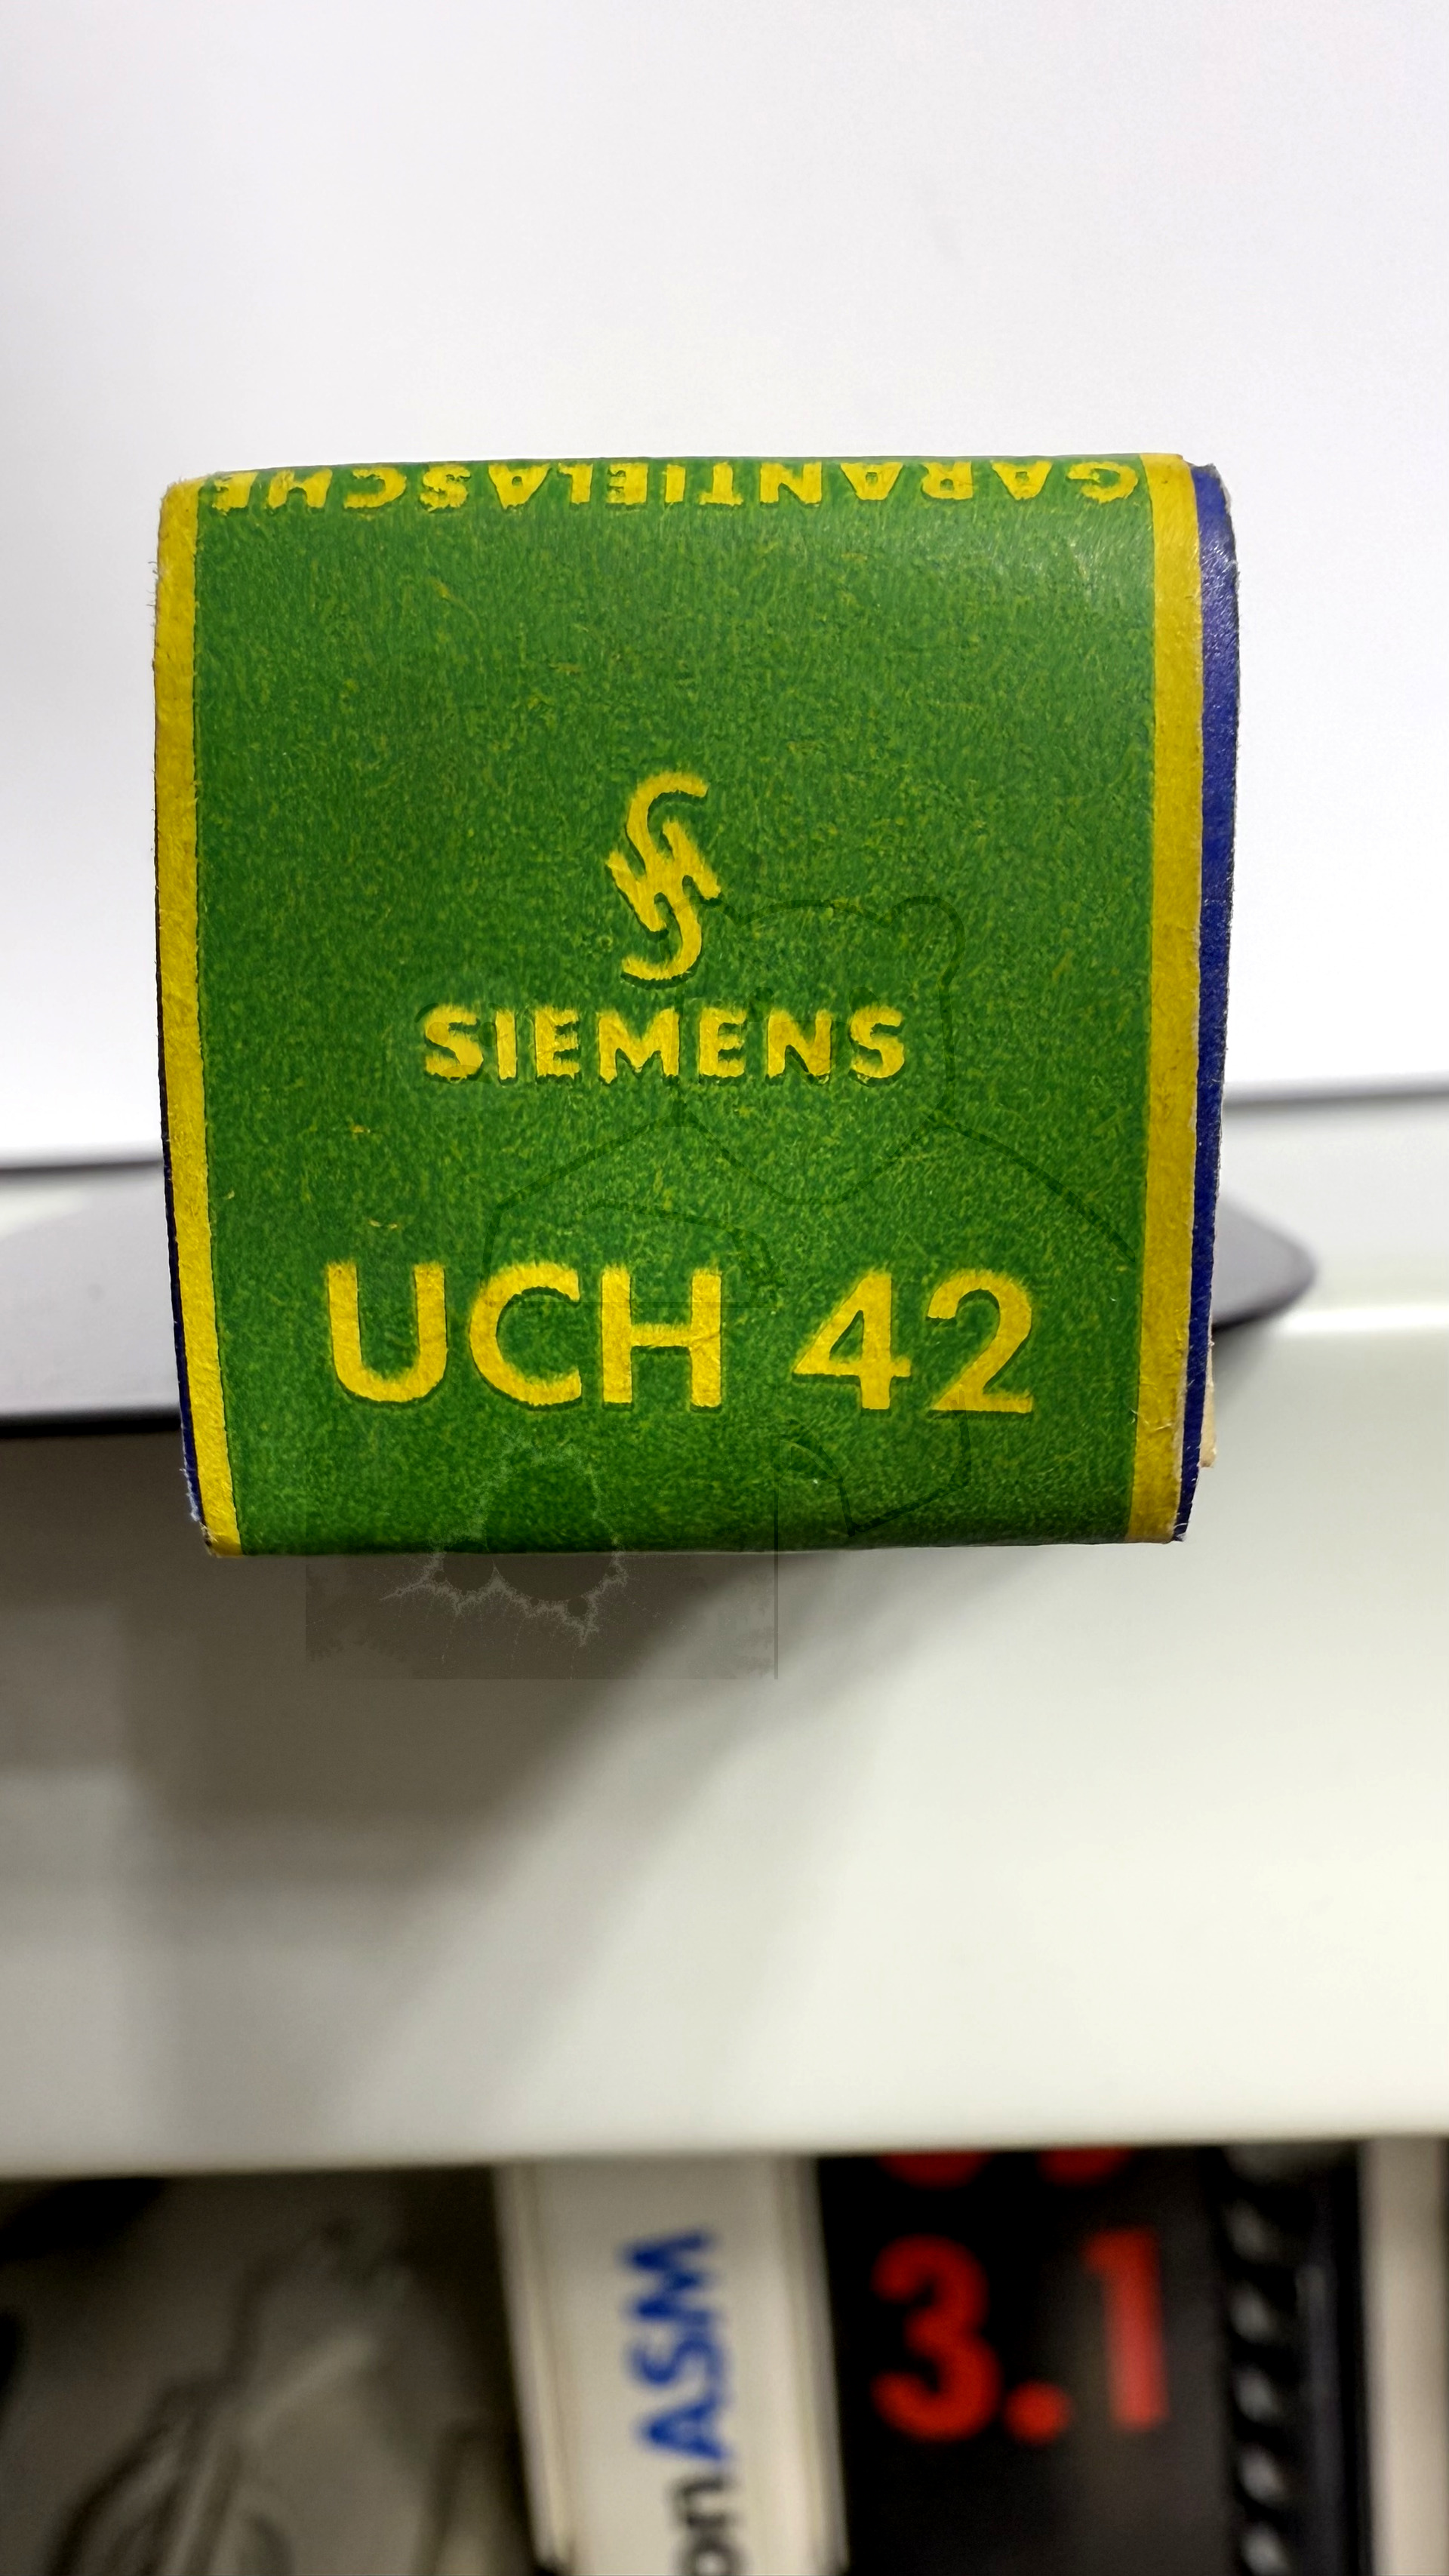 GARANTIELASCHE
SIEMENS
UCH 42
ASM
3.1